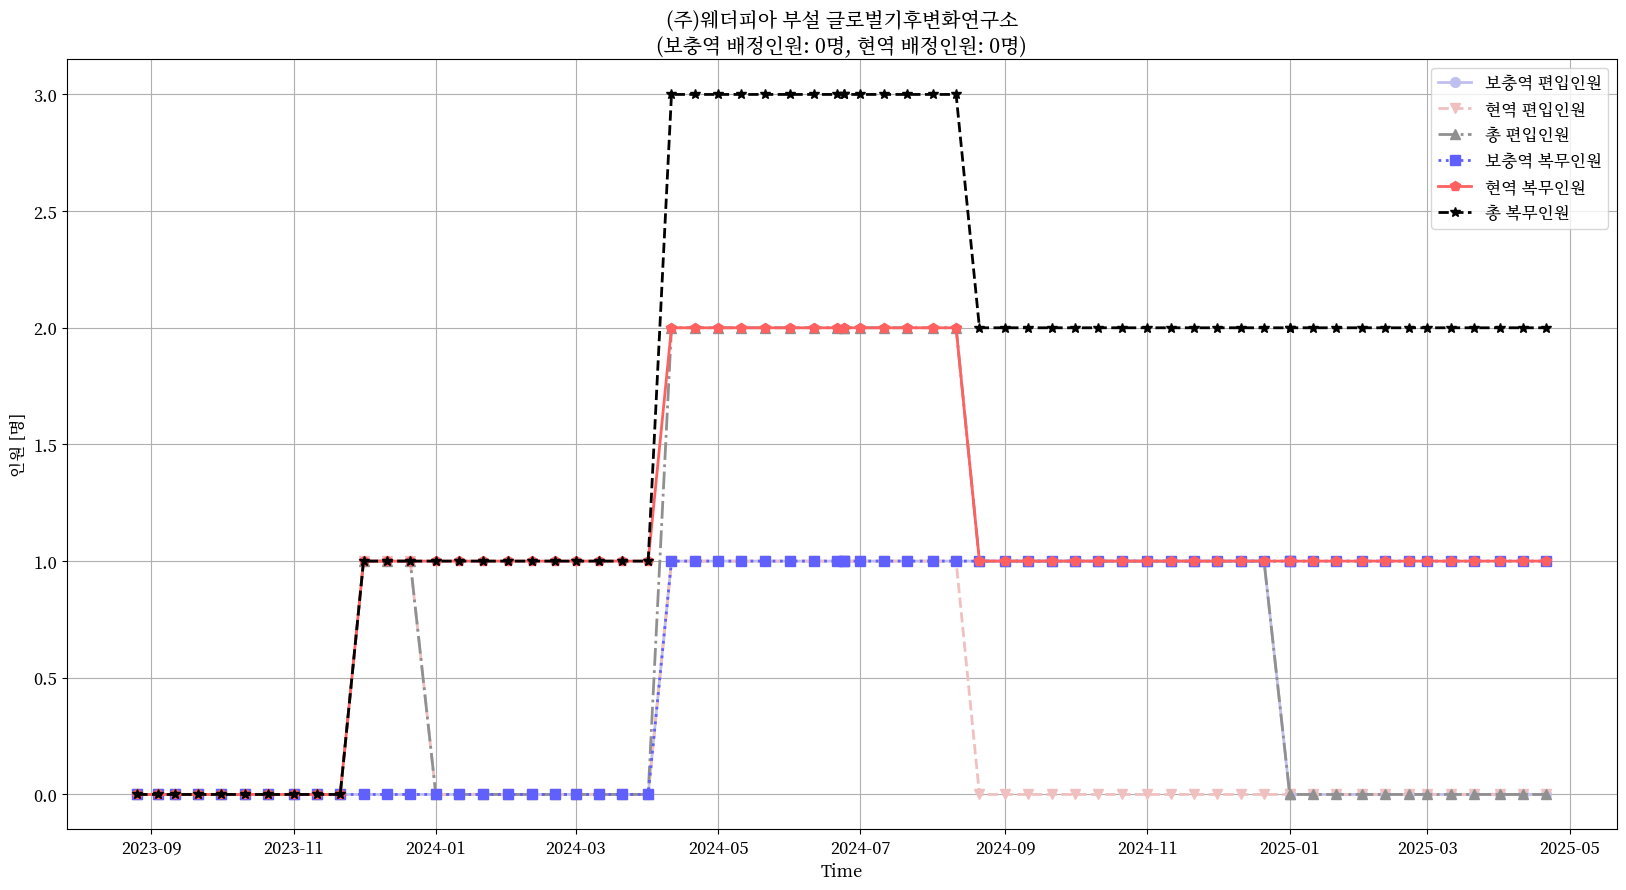 (주)웨더피아 부설 글로벌기후변화연구소
(보충역 배정인원: 0명, 현역 배정인원: 0명)
보충역 편입인원
현역 편입인원
총 편입인원
보충역 복무인원
현역 복무인원
총 복무인원
인원 [명]
3.0
2.5
2.0
1.5
1.0
0.5
0.0
2023-09 2023-11 2024-01 2024-03 2024-05 2024-07 2024-09 2024-11 2025-01 2025-03 2025-05
Time